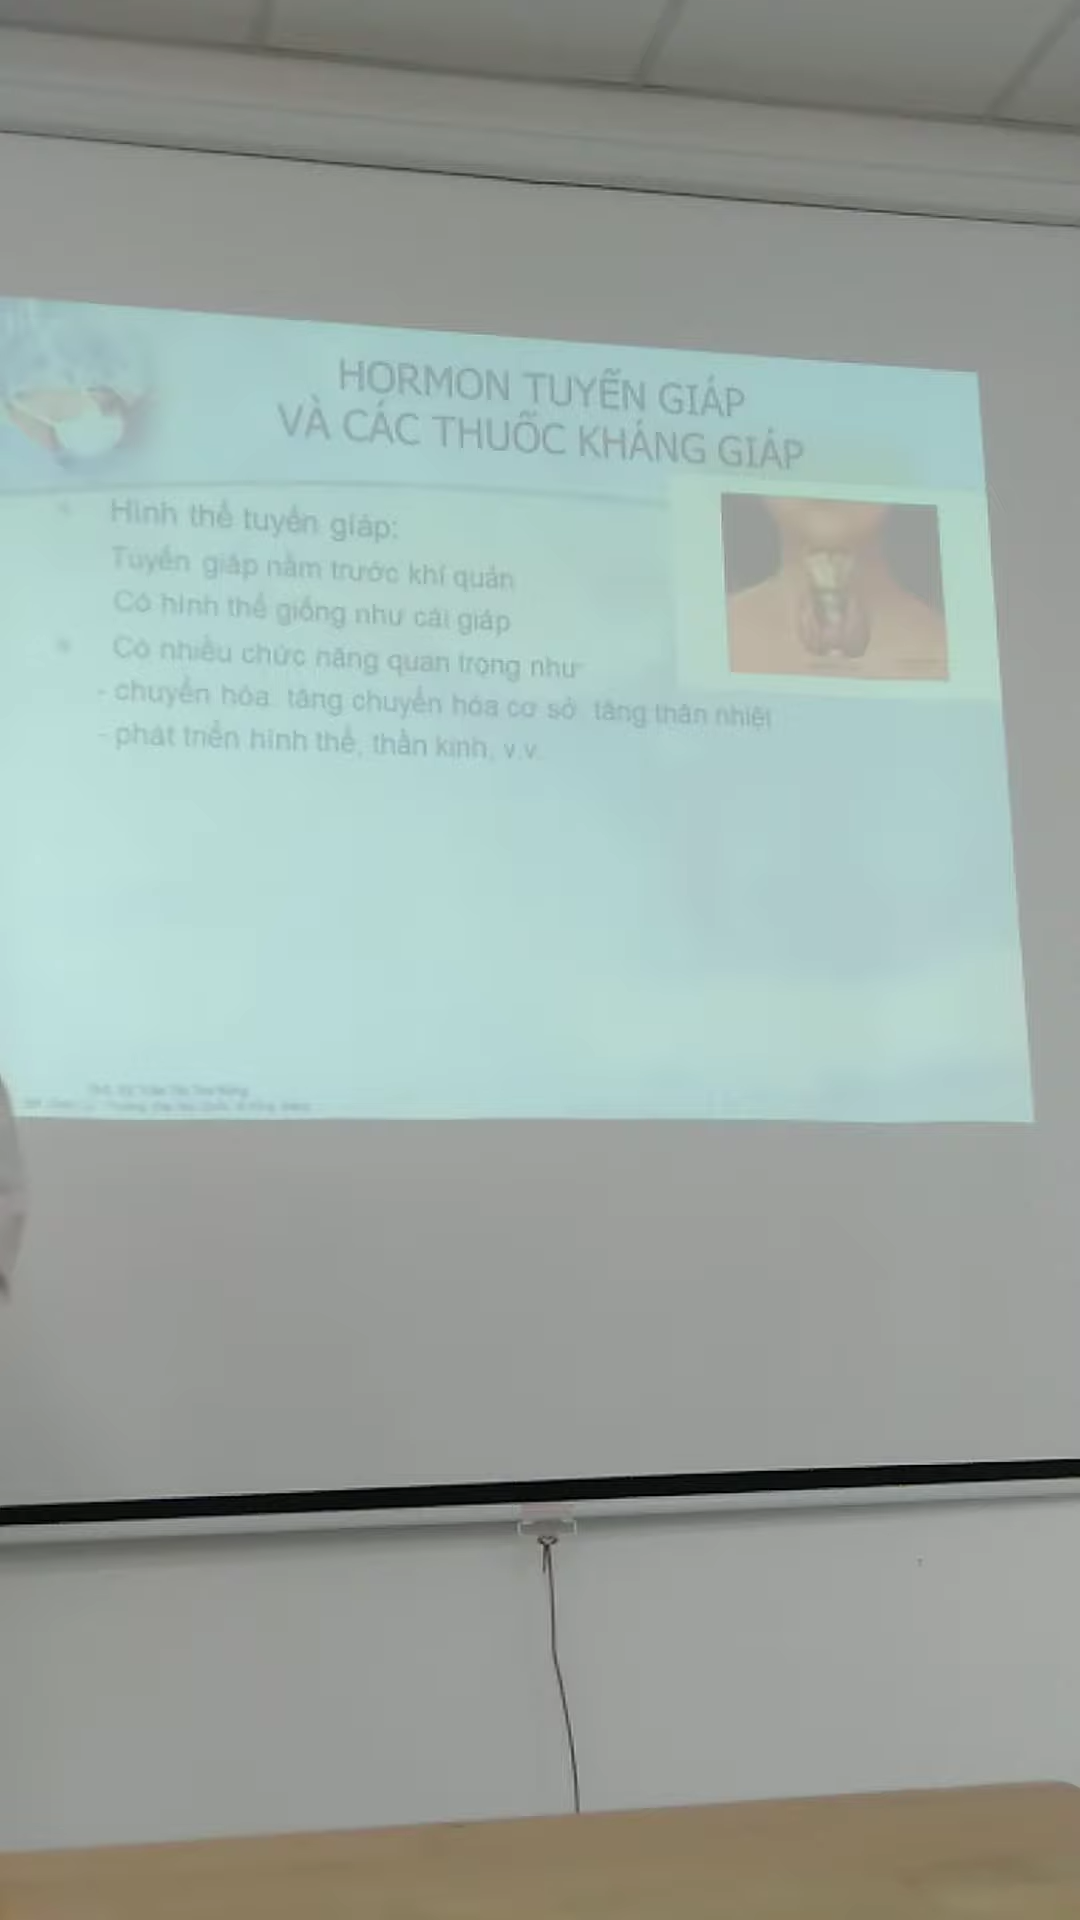 HORMON TUYẾN GIÁP
VÀ CÁC THUỐC KHÁNG GIÁP
Hình thể tuyến giáp:
Tuyến giáp nằm trước khí quản
Có hình thể giống như cái giáp
Có nhiều chức năng quan trọng như
- chuyển hóa: tăng chuyển hóa cơ sở, tăng thân nhiệt
- phát triển hình thể, thần kinh, v.v.